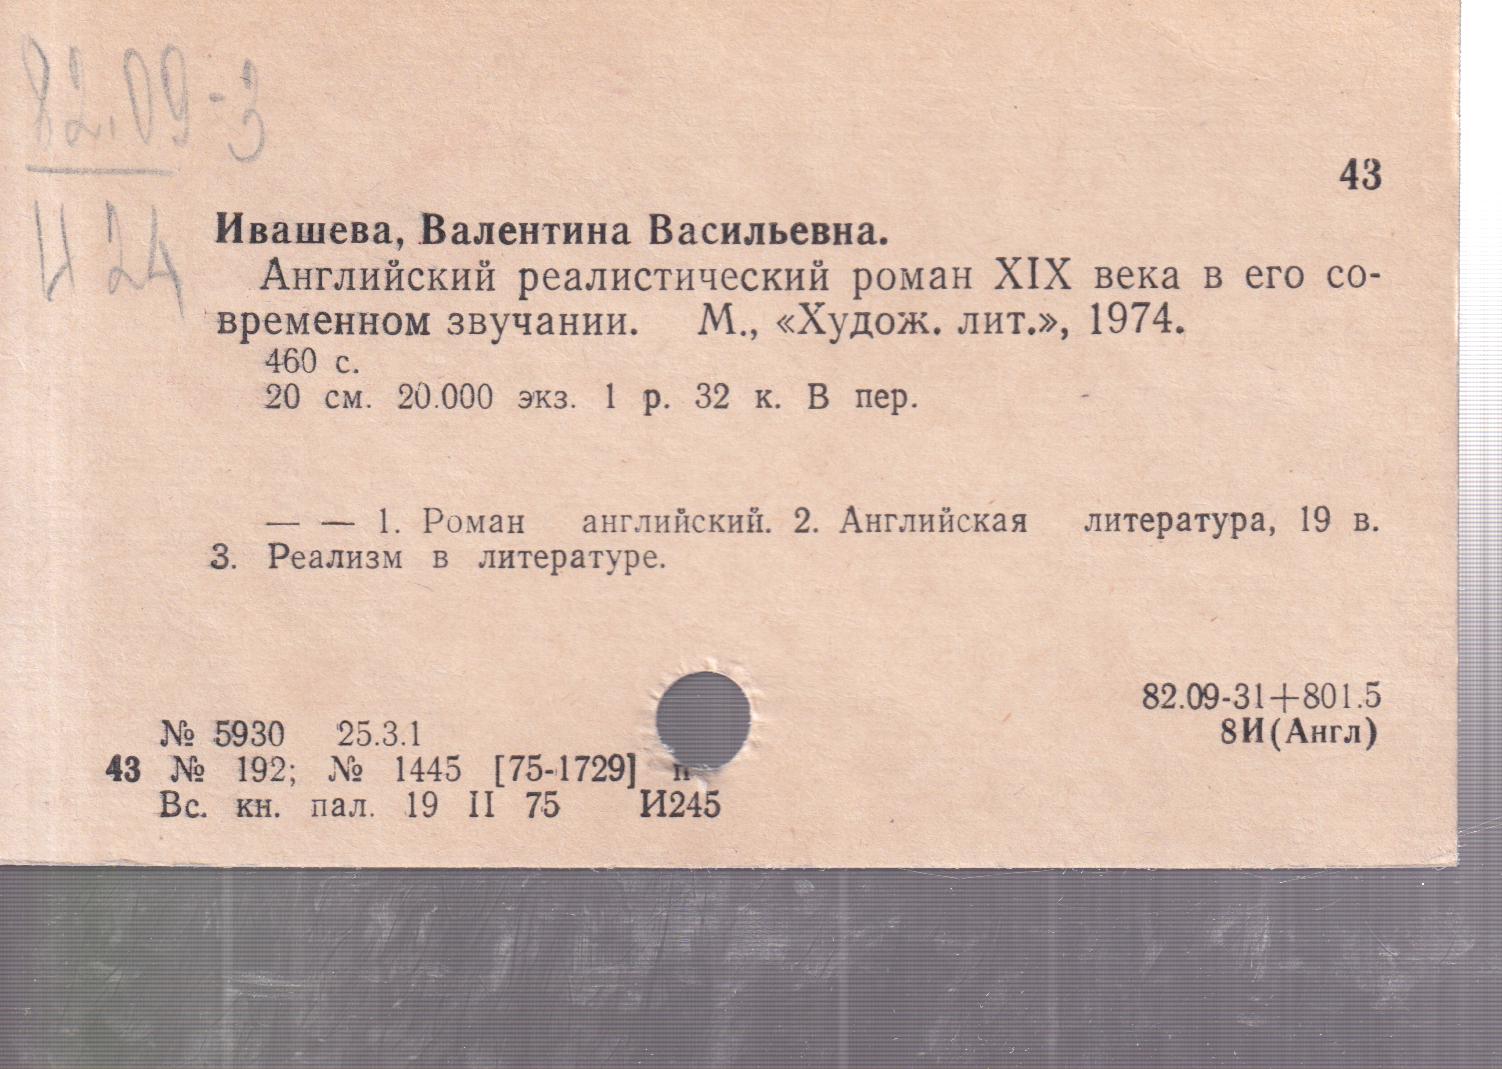 82.09-3
И 24
43
Ивашева, Валентина Васильевна.
Английский реалистический роман XIX века в его со-
временном звучании. М., «Худож. лит.», 1974.
460 с.
20 см. 20.000 экз. 1 р. 32 к. В пер.
— — 1. Роман английский. 2. Английская литература, 19 в.
3. Реализм в литературе.
82.09-31+801.5
8И(Англ)
№ 5930 25.3.1
43 № 192; № 1445 [75-1729] п
Вс. кн. пал. 19 II 75 И245